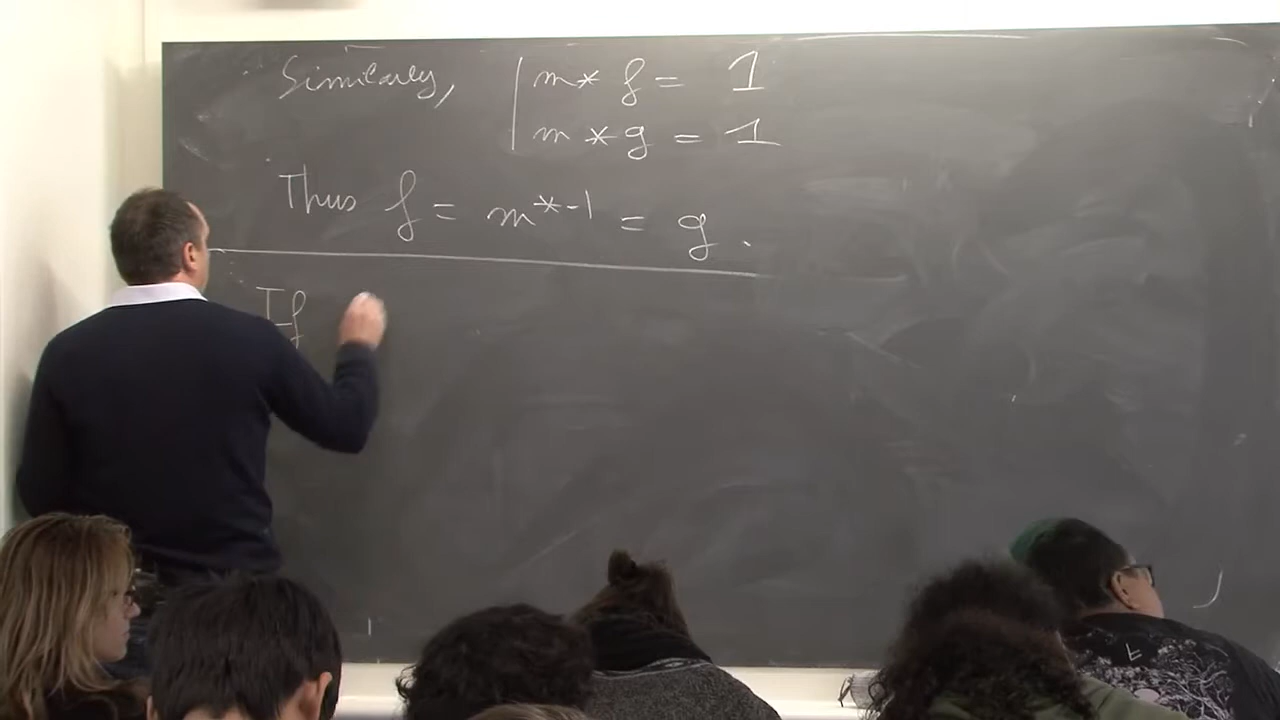 Similarly, m * f = 1
m * g = 1
Thus f = m^{*-1} = g.
If